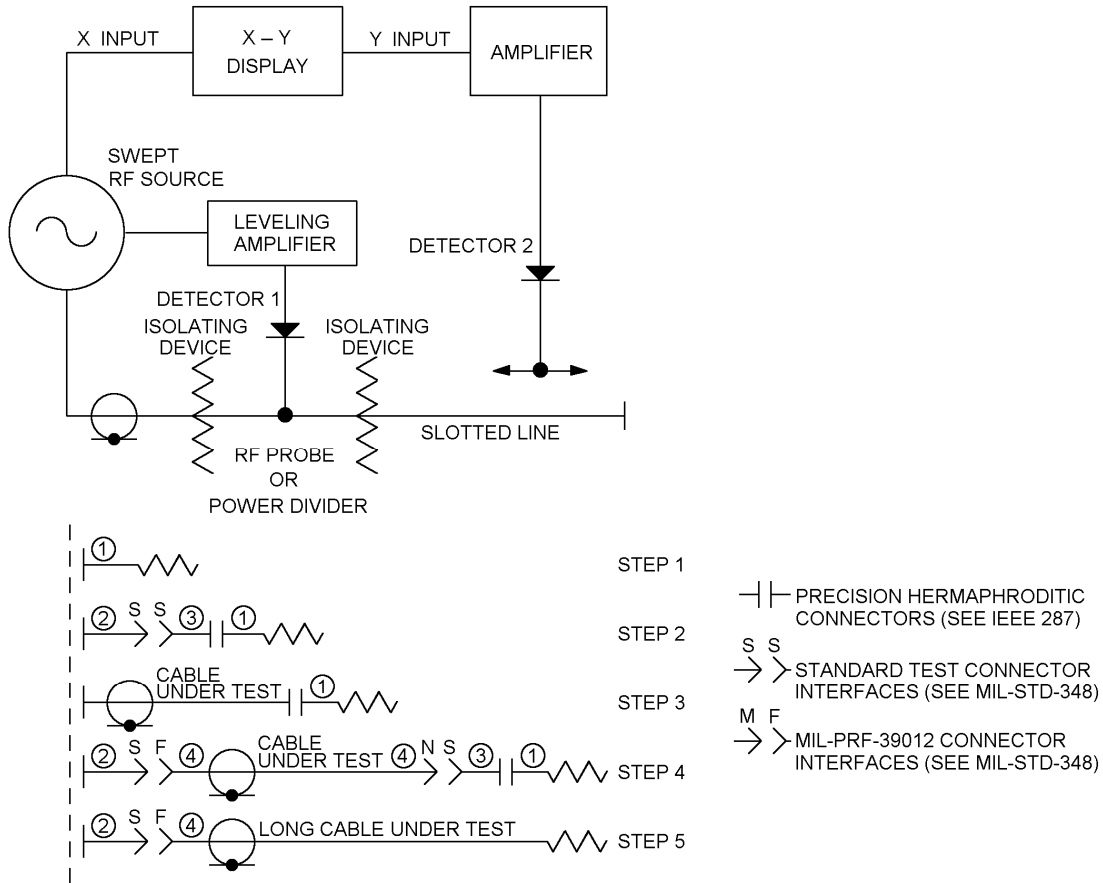 X INPUT
X – Y
DISPLAY
Y INPUT
AMPLIFIER
SWEPT
RF SOURCE
LEVELING
AMPLIFIER
DETECTOR 2
DETECTOR 1
ISOLATING
DEVICE
ISOLATING
DEVICE
SLOTTED LINE
RF PROBE
OR
POWER DIVIDER
1
STEP 1
2 S S 3 1
STEP 2
CABLE
UNDER TEST
1
STEP 3
2 S F 4
CABLE
UNDER TEST
4 N S 3 1
STEP 4
2 S F 4
LONG CABLE UNDER TEST
STEP 5
PRECISION HERMAPHRODITIC
CONNECTORS (SEE IEEE 287)
S S
STANDARD TEST CONNECTOR
INTERFACES (SEE MIL-STD-348)
M F
MIL-PRF-39012 CONNECTOR
INTERFACES (SEE MIL-STD-348)